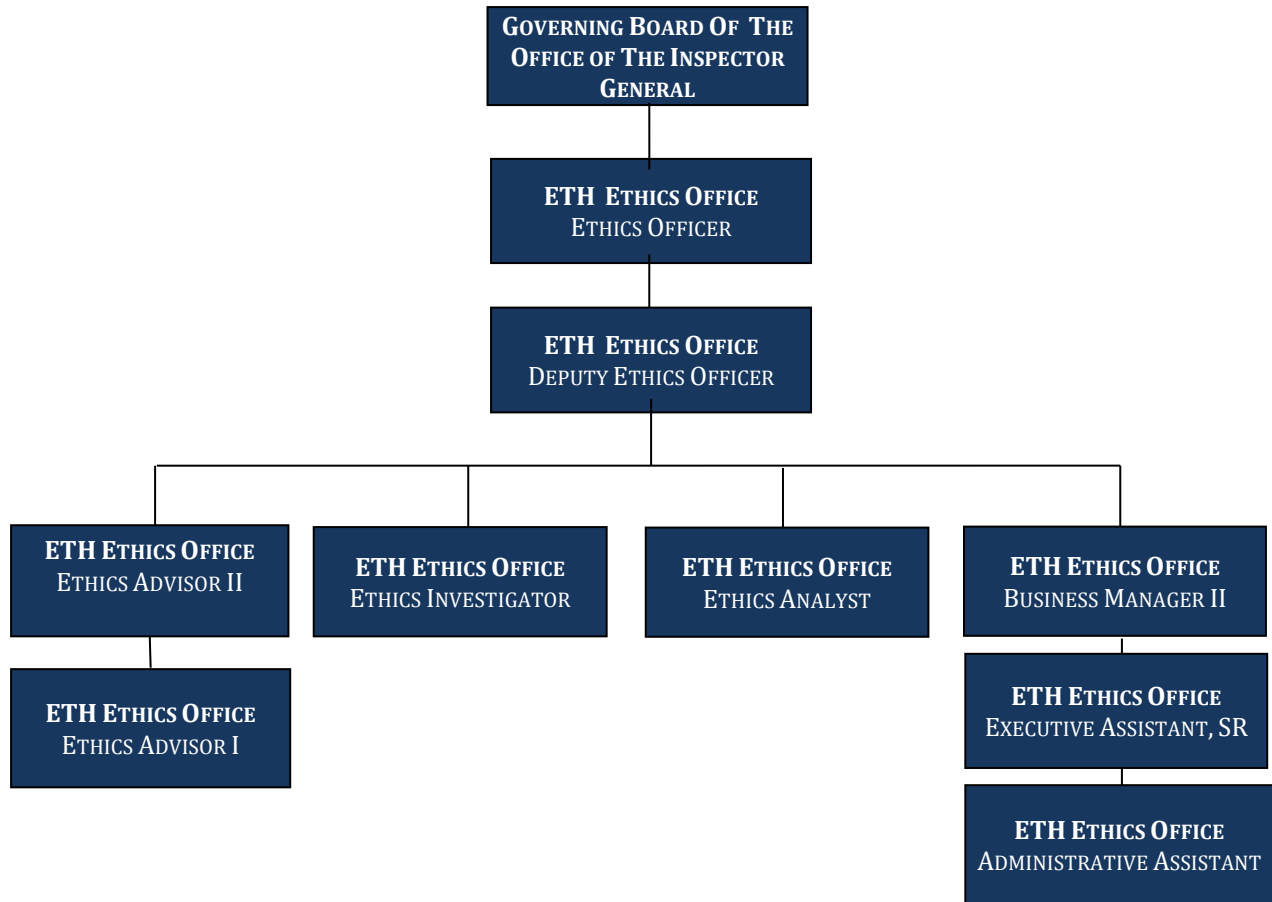 GOVERNING BOARD OF THE
OFFICE OF THE INSPECTOR
GENERAL
ETH ETHICS OFFICE
ETHICS OFFICER
ETH ETHICS OFFICE
DEPUTY ETHICS OFFICER
ETH ETHICS OFFICE
ETHICS ADVISOR II
ETH ETHICS OFFICE
ETHICS INVESTIGATOR
ETH ETHICS OFFICE
ETHICS ANALYST
ETH ETHICS OFFICE
BUSINESS MANAGER II
ETH ETHICS OFFICE
ETHICS ADVISOR I
ETH ETHICS OFFICE
EXECUTIVE ASSISTANT, SR
ETH ETHICS OFFICE
ADMINISTRATIVE ASSISTANT